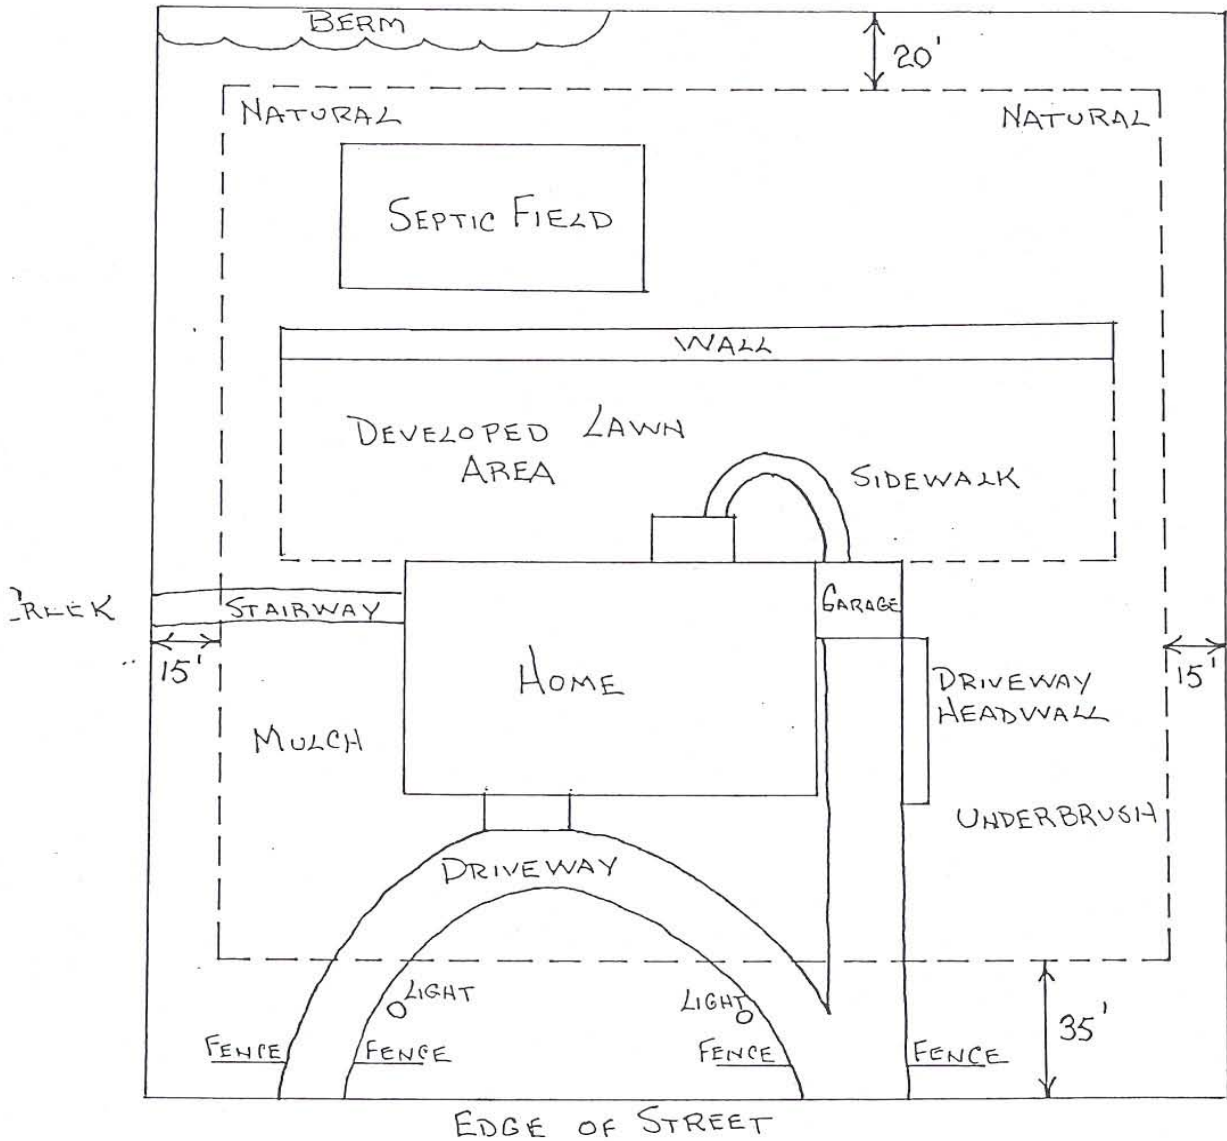 BERM
20'
NATURAL
NATURAL
SEPTIC FIELD
WALL
DEVELOPED LAWN
AREA
SIDEWALK
STAIRWAY
GARAGE
15'
HOME
DRIVEWAY
HEADWALL
15'
MULCH
UNDERBRUSH
DRIVEWAY
LIGHT
LIGHT
35'
FENCE
FENCE
FENCE
FENCE
EDGE OF STREET